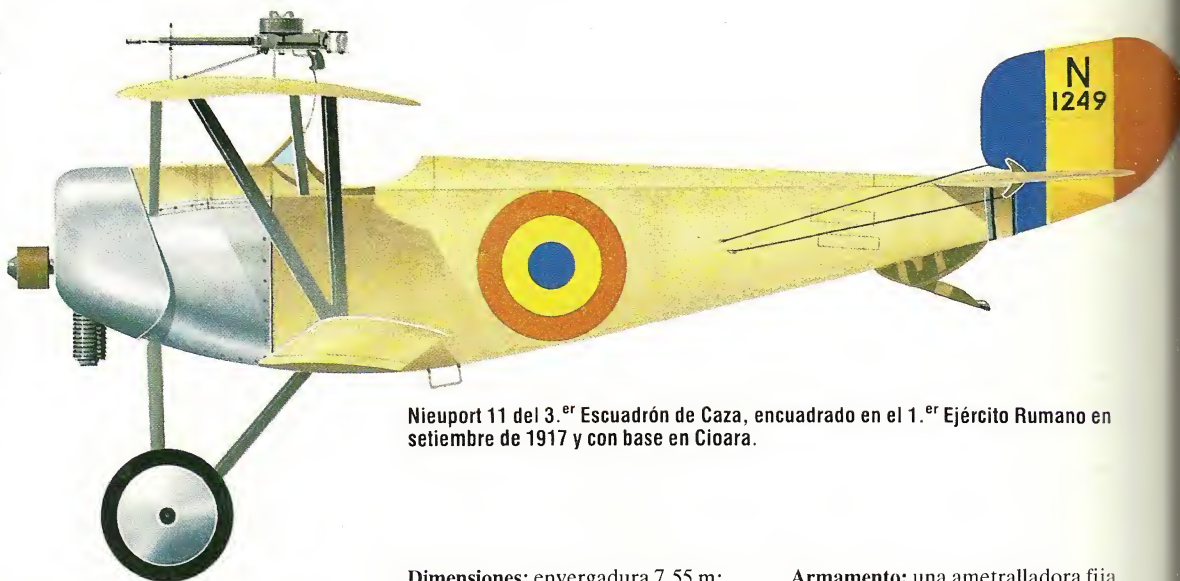 N
1249
Nieuport 11 del 3.er Escuadrón de Caza, encuadrado en el 1.er Ejército Rumano en
setiembre de 1917 y con base en Cioara.
Dimensiones: envergadura 7,55 m;
Armamento: una ametralladora fija